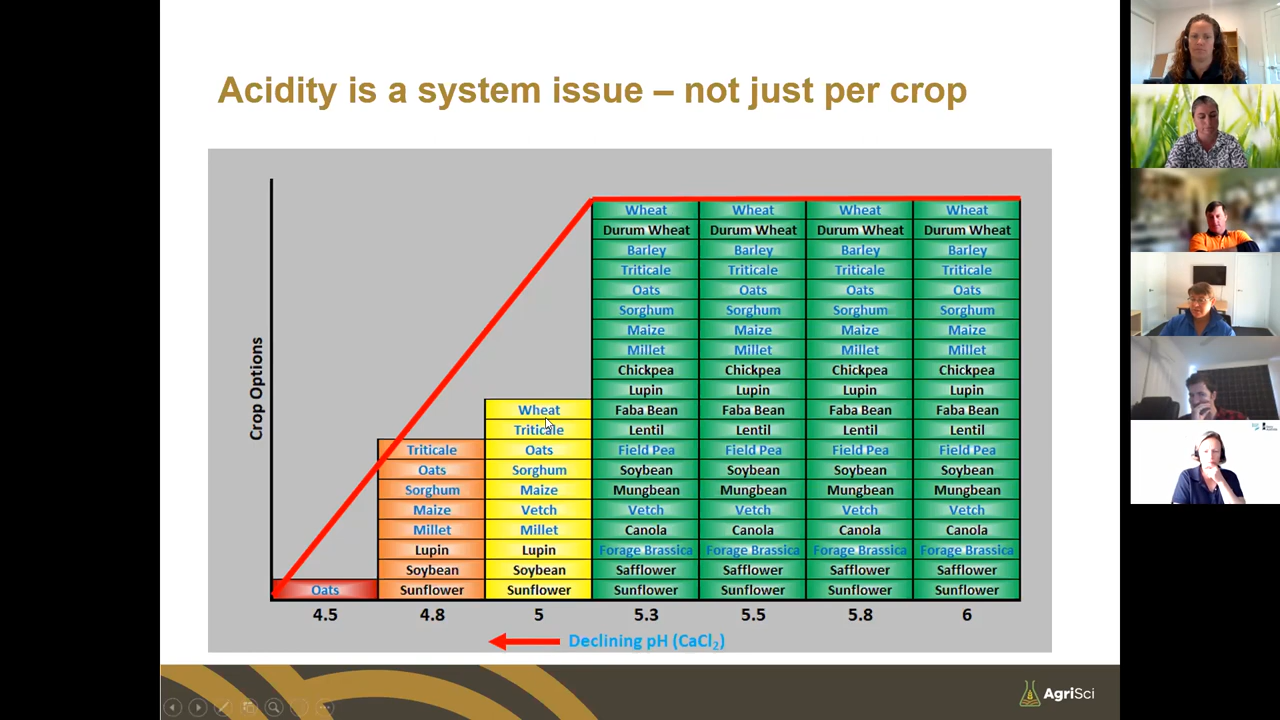 Acidity is a system issue – not just per crop
Crop Options
Wheat Wheat Wheat Wheat
Durum Wheat Durum Wheat Durum Wheat Durum Wheat
Barley Barley Barley Barley
Triticale Triticale Triticale Triticale
Oats Oats Oats Oats
Sorghum Sorghum Sorghum Sorghum
Maize Maize Maize Maize
Millet Millet Millet Millet
Chickpea Chickpea Chickpea Chickpea
Lupin Lupin Lupin Lupin
Wheat Faba Bean Faba Bean Faba Bean Faba Bean
Triticale Lentil Lentil Lentil Lentil
Triticale Oats Field Pea Field Pea Field Pea Field Pea
Oats Sorghum Soybean Soybean Soybean Soybean
Sorghum Maize Mungbean Mungbean Mungbean Mungbean
Maize Vetch Vetch Vetch Vetch Vetch
Millet Millet Canola Canola Canola Canola
Lupin Lupin Forage Brassica Forage Brassica Forage Brassica Forage Brassica
Soybean Soybean Safflower Safflower Safflower Safflower
Oats Sunflower Sunflower Sunflower Sunflower Sunflower Sunflower
4.5 4.8 5 5.3 5.5 5.8 6
Declining pH (CaCl₂)
AgriSci